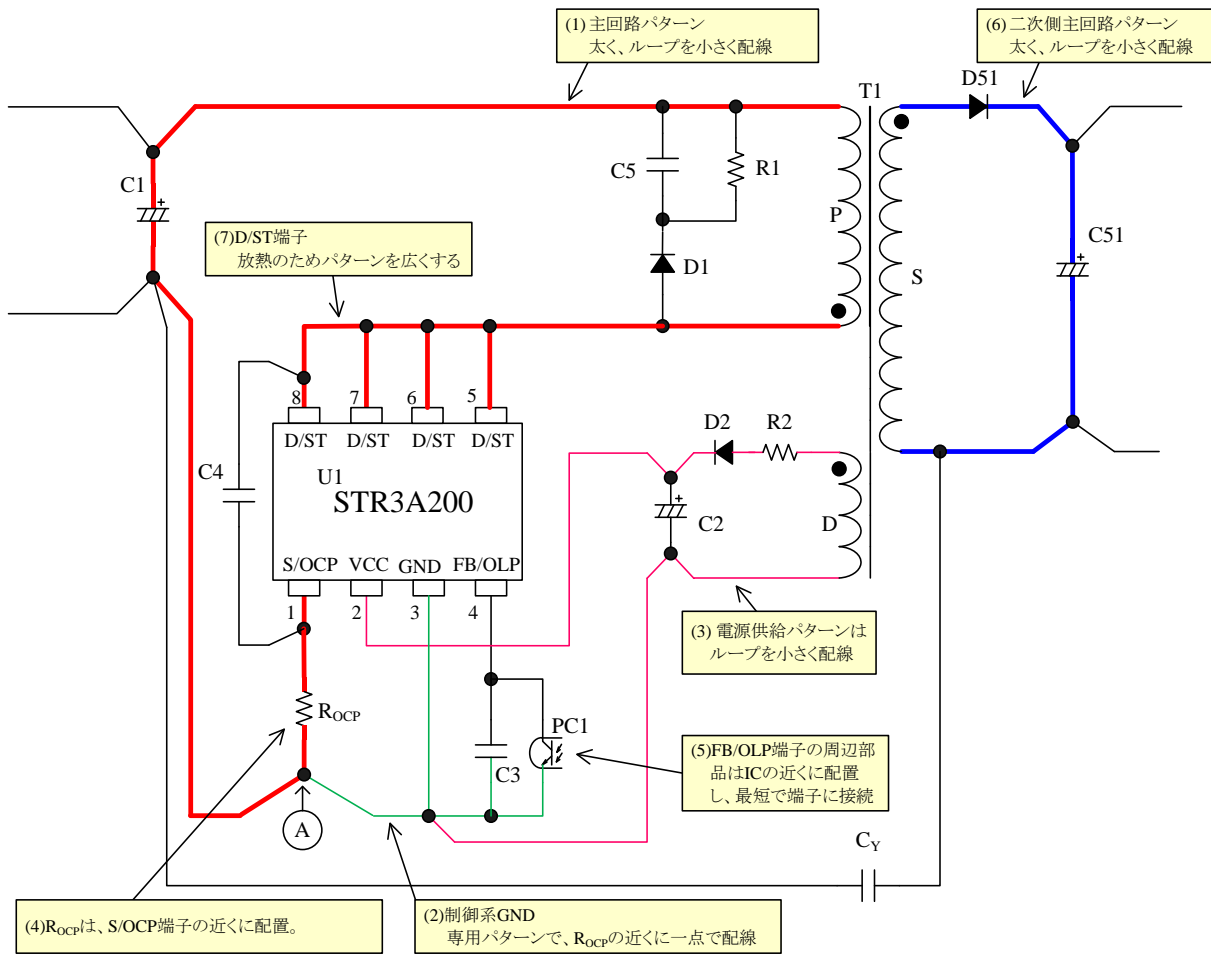 (1) 主回路パターン
太く、ループを小さく配線
(6) 二次側主回路パターン
太く、ループを小さく配線
D51
T1
C1
+
C5
R1
P
S
C51
+
(7)D/ST端子
放熱のためパターンを広くする
D1
8
7
6
5
D/ST
D/ST
D/ST
D/ST
C4
U1
STR3A200
S/OCP
VCC
GND
FB/OLP
1
2
3
4
D2
R2
+
C2
D
(3) 電源供給パターンは
ループを小さく配線
ROCP
PC1
C3
(5)FB/OLP端子の周辺部
品はICの近くに配置
し、最短で端子に接続
A
CY
(4)ROCPは、S/OCP端子の近くに配置。
(2)制御系GND
専用パターンで、ROCPの近くに一点で配線